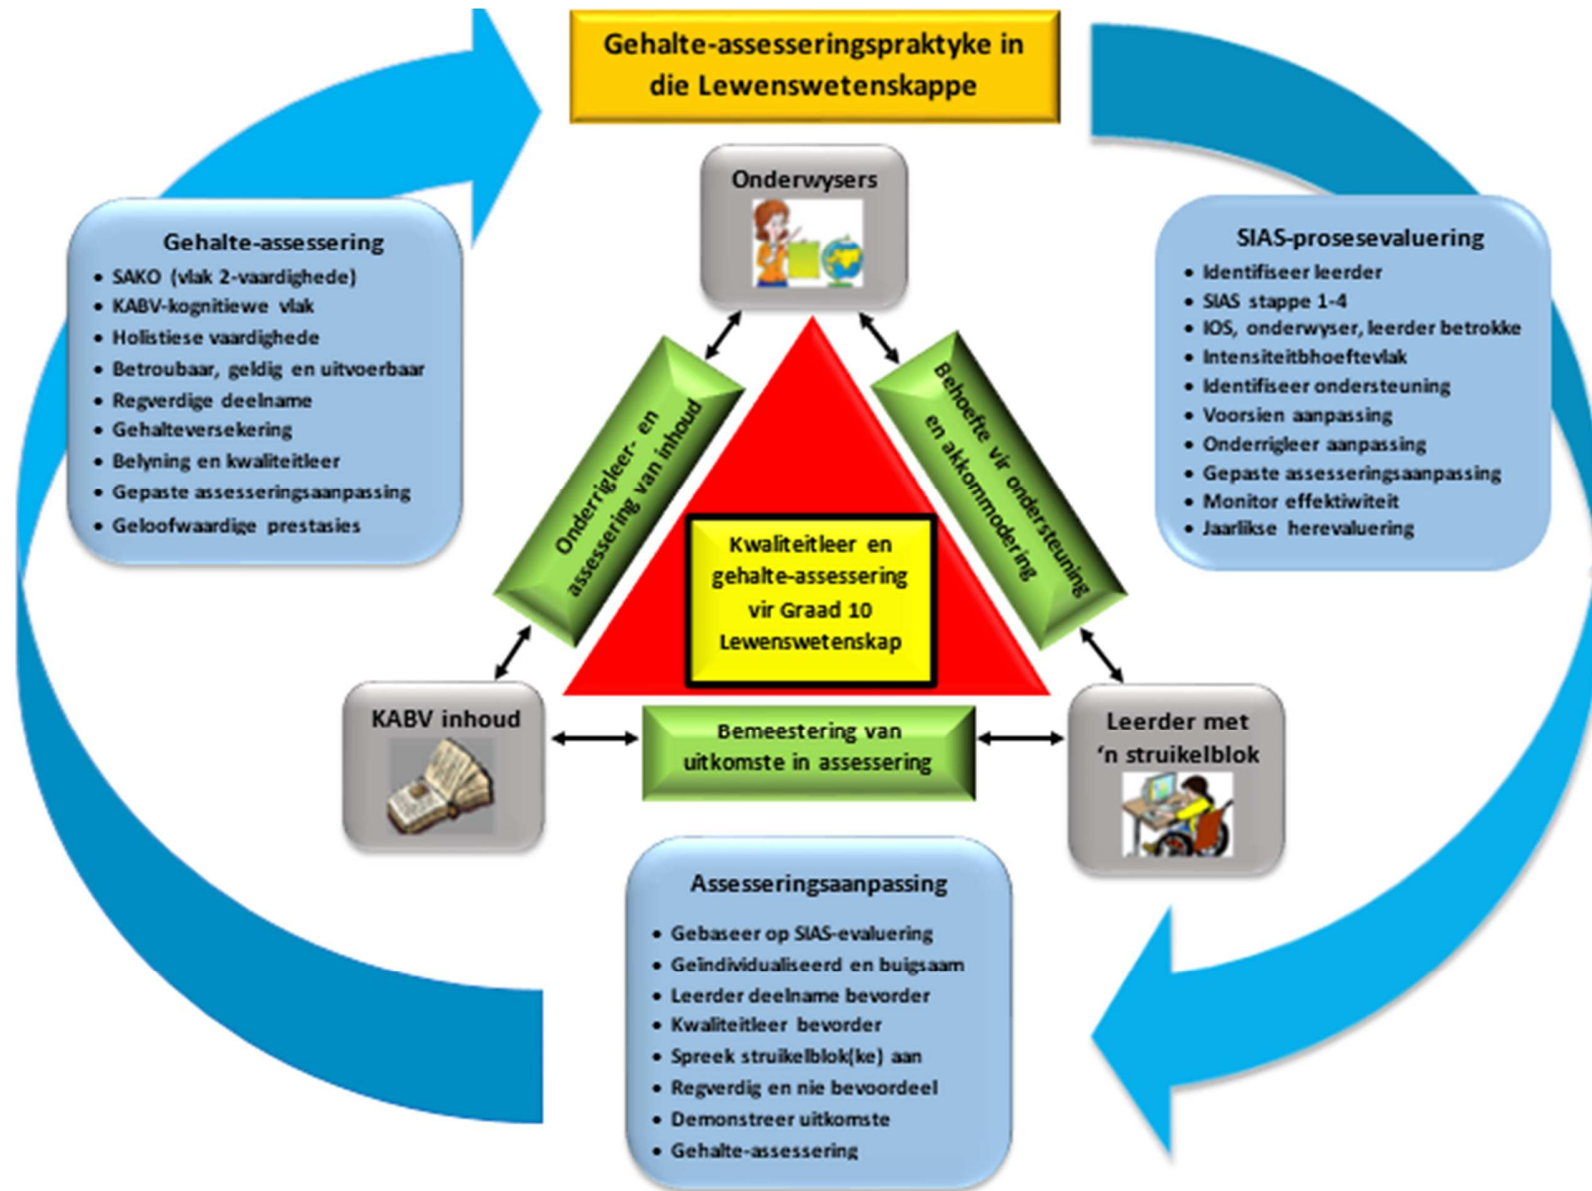 Gehalte-assesseringspraktyke in
die Lewenswetenskappe
Onderwysers
Gehalte-assessering
• SAKO (vlak 2-vaardighede)
• KABV-kognitiewe vlak
• Holistiese vaardighede
• Betroubaar, geldig en uitvoerbaar
• Regverdige deelname
• Gehalteversekering
• Belyning en kwaliteitleer
• Gepaste assesseringsaanpassing
• Geloofwaardige prestasies
SIAS-prosesevaluering
• Identifiseer leerder
• SIAS stappe 1-4
• IOS, onderwyser, leerder betrokke
• Intensiteitbhoeftevlak
• Identifiseer ondersteuning
• Voorsien aanpassing
• Onderrigleer aanpassing
• Gepaste assesseringsaanpassing
• Monitor effektiwiteit
• Jaarlikse herevaluering
Onderrigleer- en
assessering van inhoud
Behoefte vir ondersteuning
en akkommodering
Kwaliteitleer en
gehalte-assessering
vir Graad 10
Lewenswetenskap
KABV inhoud
Bemeestering van
uitkomste in assessering
Leerder met
‘n struikelblok
Assesseringsaanpassing
• Gebaseer op SIAS-evaluering
• Geïndividualiseerd en buigsaam
• Leerder deelname bevorder
• Kwaliteitleer bevorder
• Spreek struikelblok(ke) aan
• Regverdig en nie bevoordeel
• Demonstreer uitkomste
• Gehalte-assessering